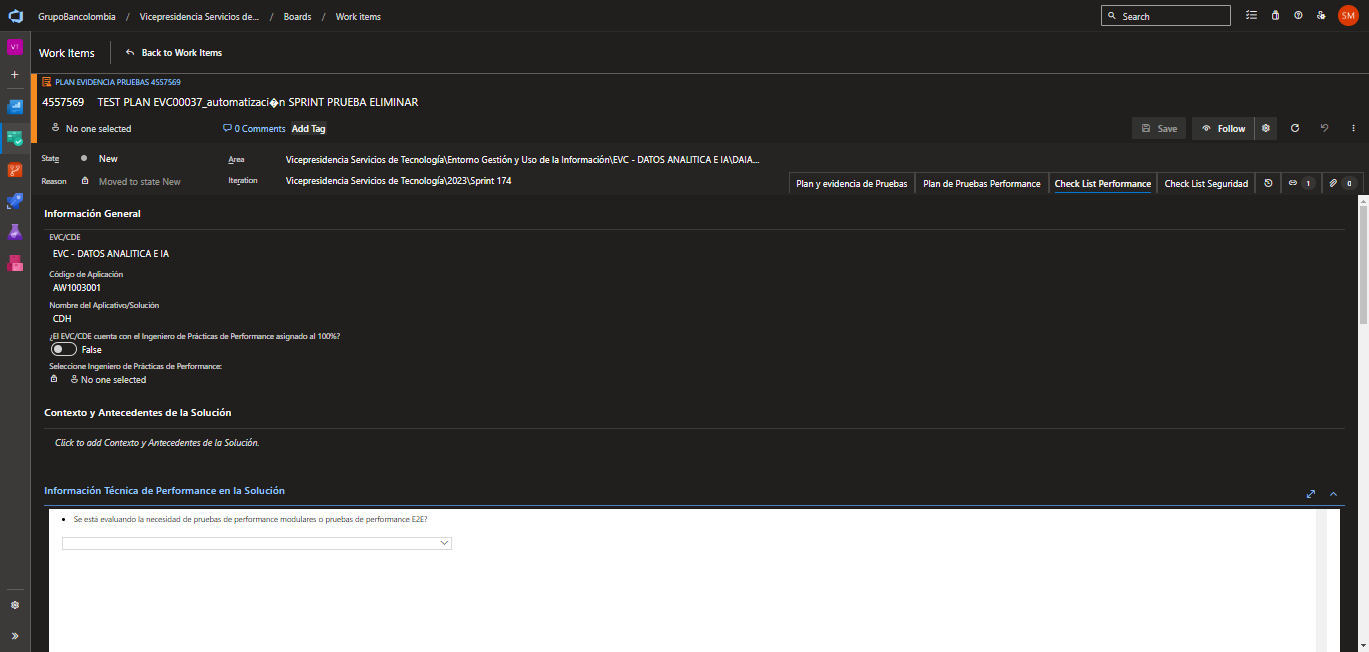 GrupoBancolombia / Vicepresidencia Servicios de... / Boards / Work items
Search
SM
VT
Work Items
Back to Work Items
PLAN EVIDENCIA PRUEBAS 4557569
4557569 TEST PLAN EVC00037_automatizaci�n SPRINT PRUEBA ELIMINAR
No one selected
0 Comments
Add Tag
Save
Follow
State
New
Area
Vicepresidencia Servicios de Tecnología\Entorno Gestión y Uso de la Información\EVC - DATOS ANALITICA E IA\DAIA...
Reason
Moved to state New
Iteration
Vicepresidencia Servicios de Tecnología\2023\Sprint 174
Plan y evidencia de Pruebas
Plan de Pruebas Performance
Check List Performance
Check List Seguridad
1
0
Información General
EVC/CDE
EVC - DATOS ANALITICA E IA
Código de Aplicación
AW1003001
Nombre del Aplicativo/Solución
CDH
¿El EVC/CDE cuenta con el Ingeniero de Prácticas de Performance asignado al 100%?
False
Seleccione Ingeniero de Prácticas de Performance:
No one selected
Contexto y Antecedentes de la Solución
Click to add Contexto y Antecedentes de la Solución.
Información Técnica de Performance en la Solución
• Se está evaluando la necesidad de pruebas de performance modulares o pruebas de performance E2E?